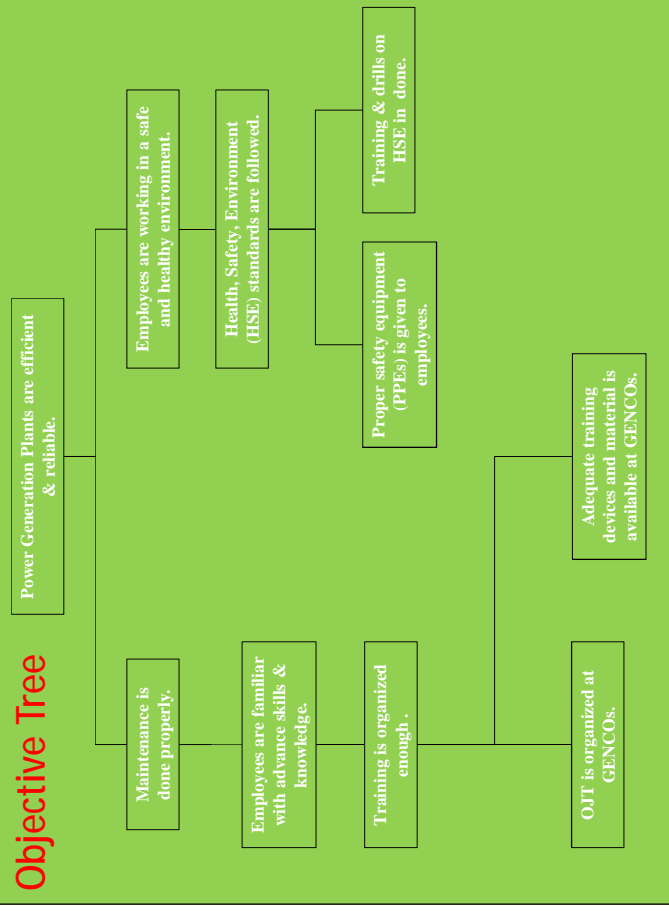 Objective Tree
Power Generation Plants are efficient
& reliable.
Maintenance is
done properly.
Employees are working in a safe
and healthy environment.
Employees are familiar
with advance skills &
knowledge.
Health, Safety, Environment
(HSE) standards are followed.
Training is organized
enough .
Proper safety equipment
(PPEs) is given to
employees.
Training & drills on
HSE in  done.
OJT is organized at
GENCOs.
Adequate training
devices and material is
available at GENCOs.